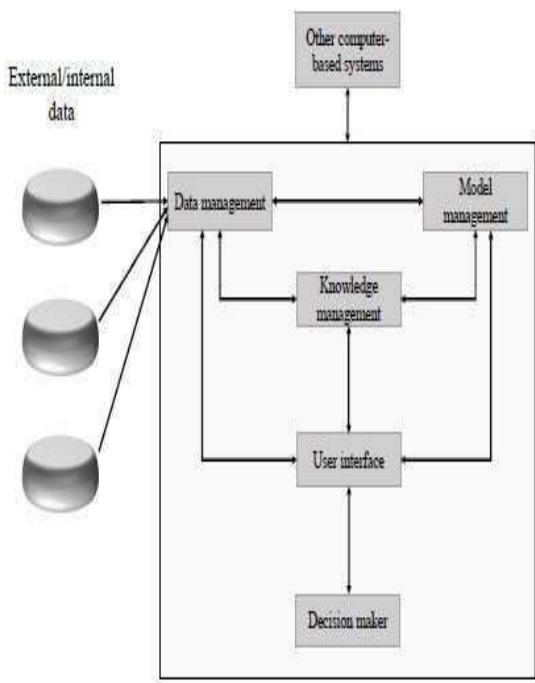 Other computer-
based systems
External/internal
data
Data management
Model
management
Knowledge
management
User interface
Decision maker